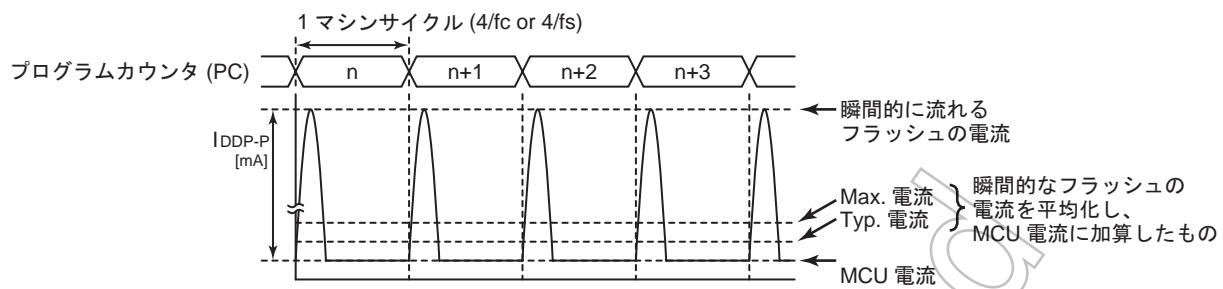 1 マシンサイクル (4/fc or 4/fs)
プログラムカウンタ (PC)
n
n+1
n+2
n+3
IDDP-P
[mA]
瞬間的に流れる
フラッシュの電流
Max. 電流
Typ. 電流
瞬間的なフラッシュの
電流を平均化し、
MCU 電流に加算したもの
MCU 電流